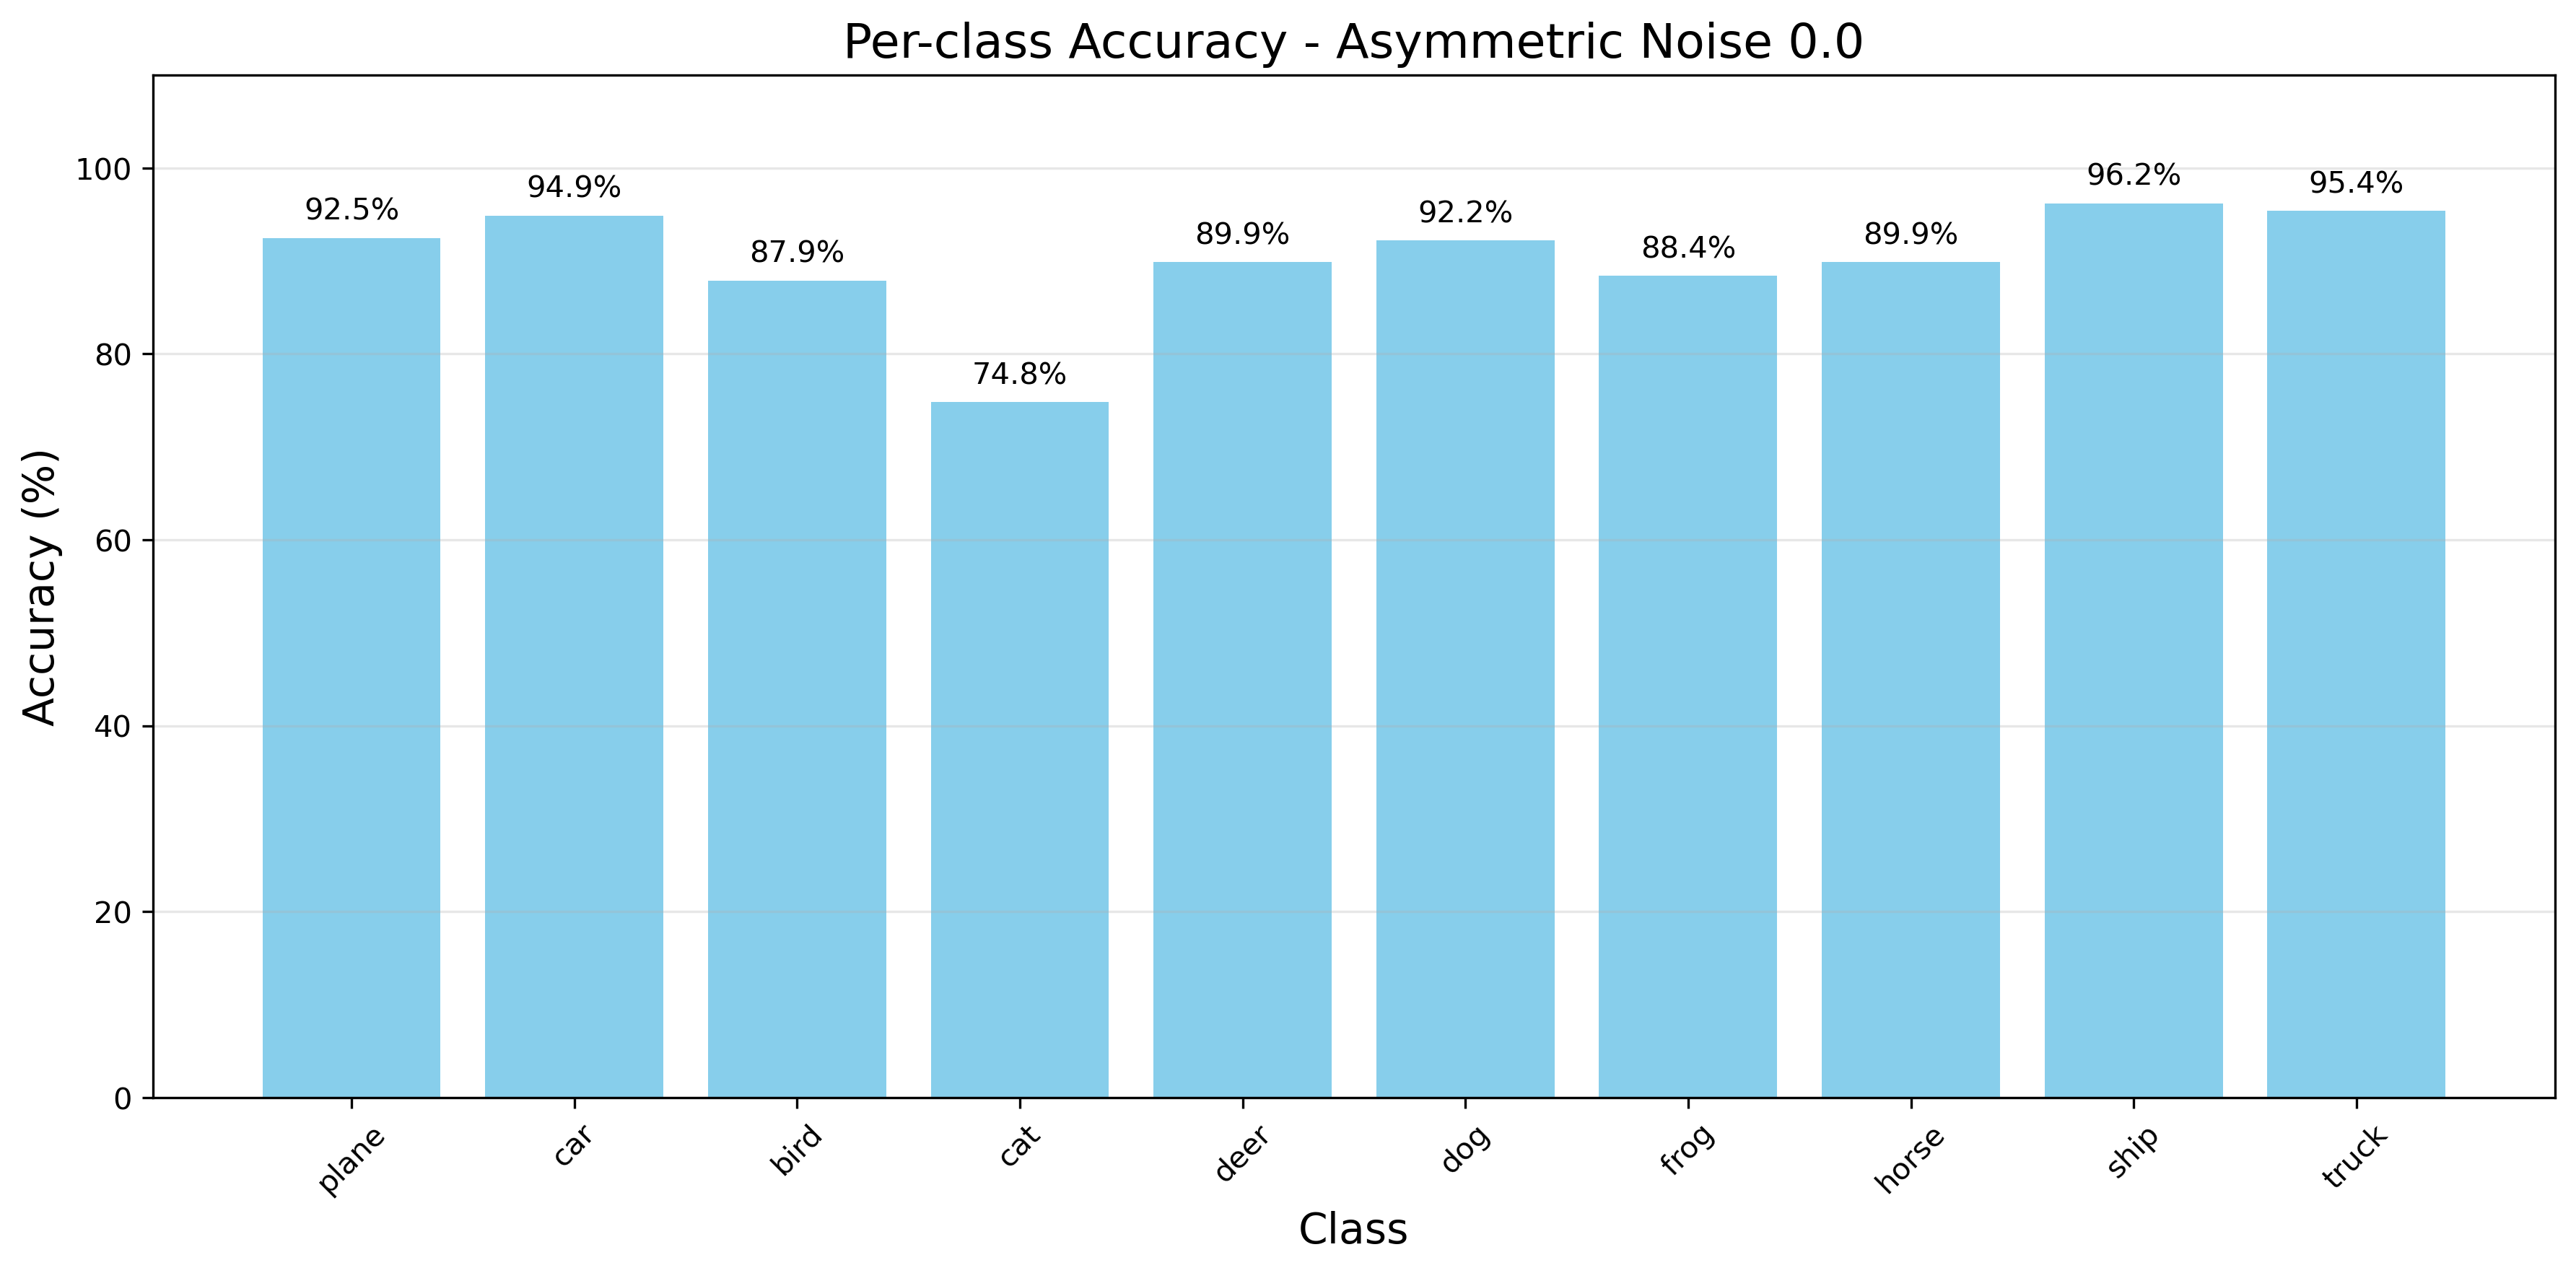 Per-class Accuracy - Asymmetric Noise 0.0
Accuracy (%)
100
80
60
40
20
0
92.5%
94.9%
87.9%
74.8%
89.9%
92.2%
88.4%
89.9%
96.2%
95.4%
plane
car
bird
cat
deer
dog
frog
horse
ship
truck
Class